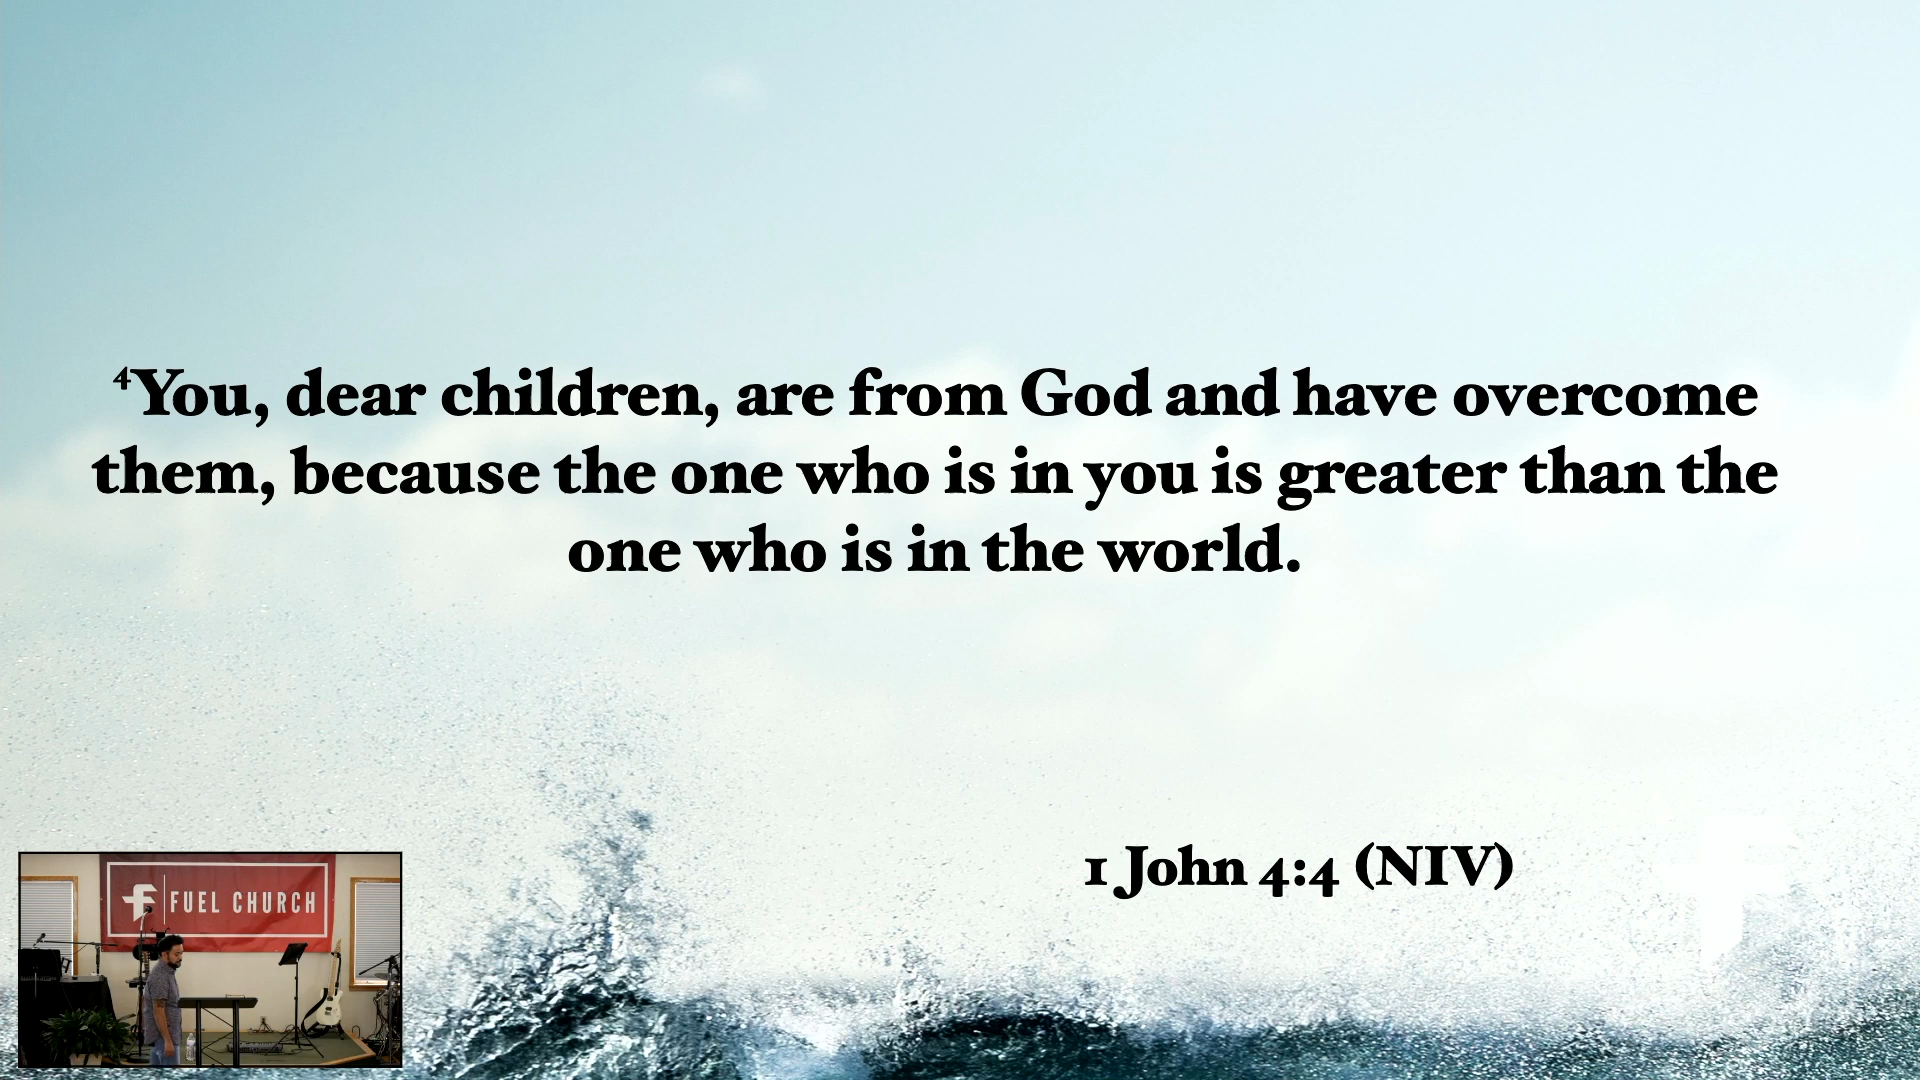 ⁴You, dear children, are from God and have overcome
them, because the one who is in you is greater than the
one who is in the world.
1 John 4:4 (NIV)
FUEL CHURCH